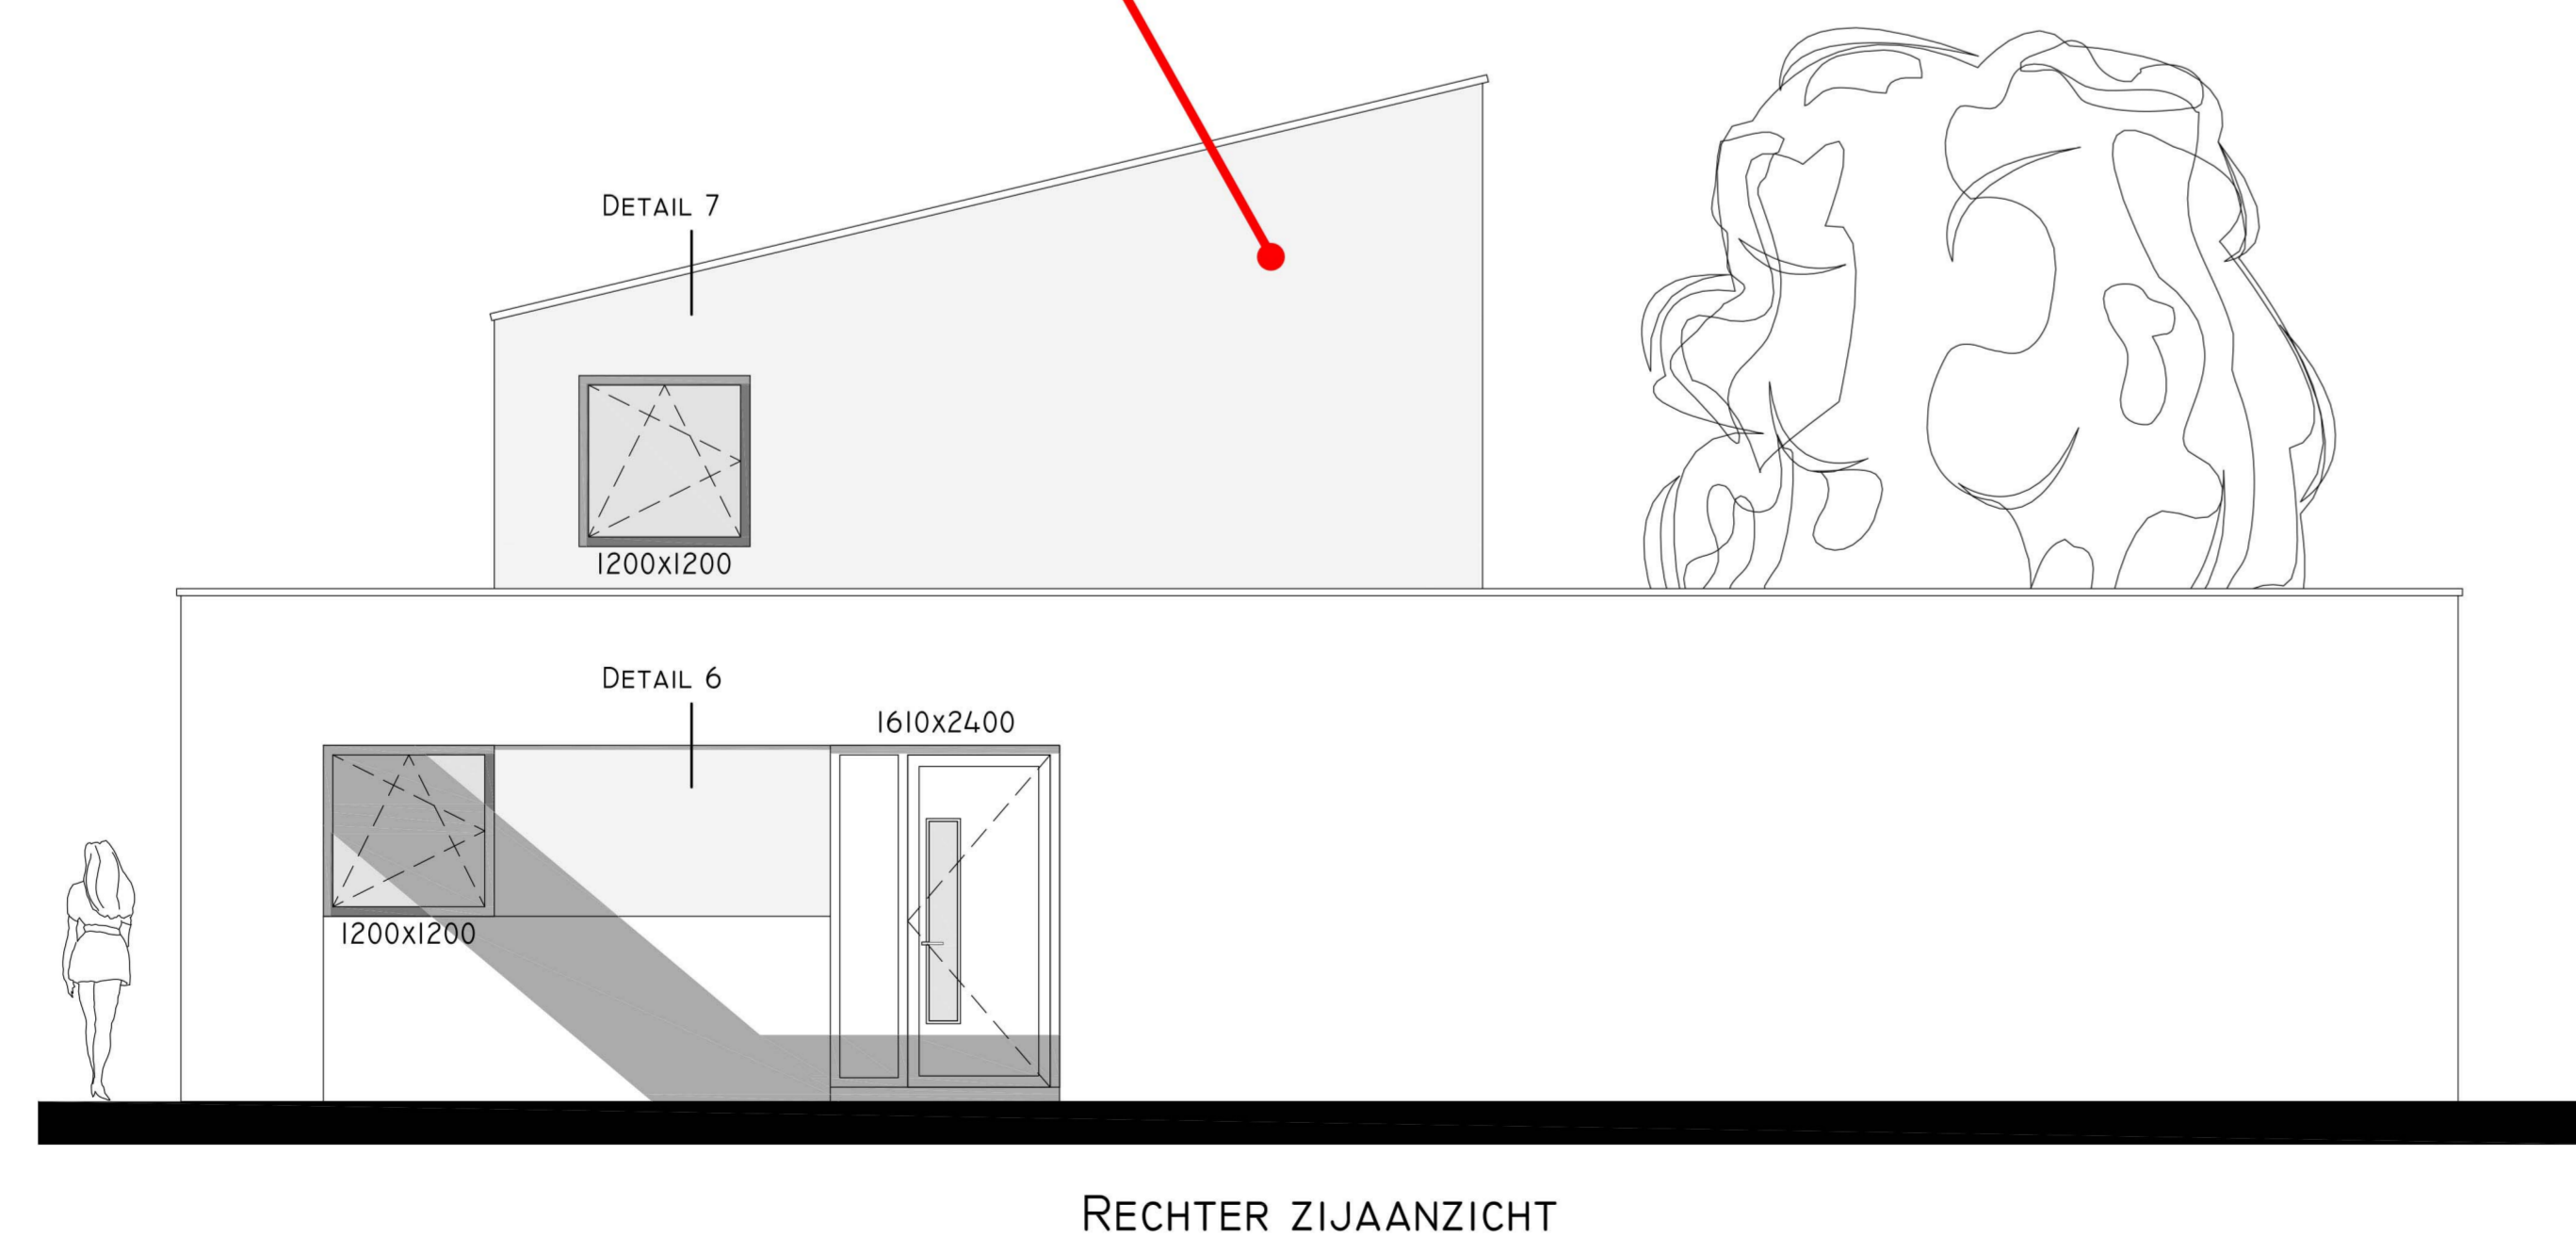 DETAIL 7
1200x1200
DETAIL 6
1610x2400
1200x1200
RECHTER ZIJAANZICHT